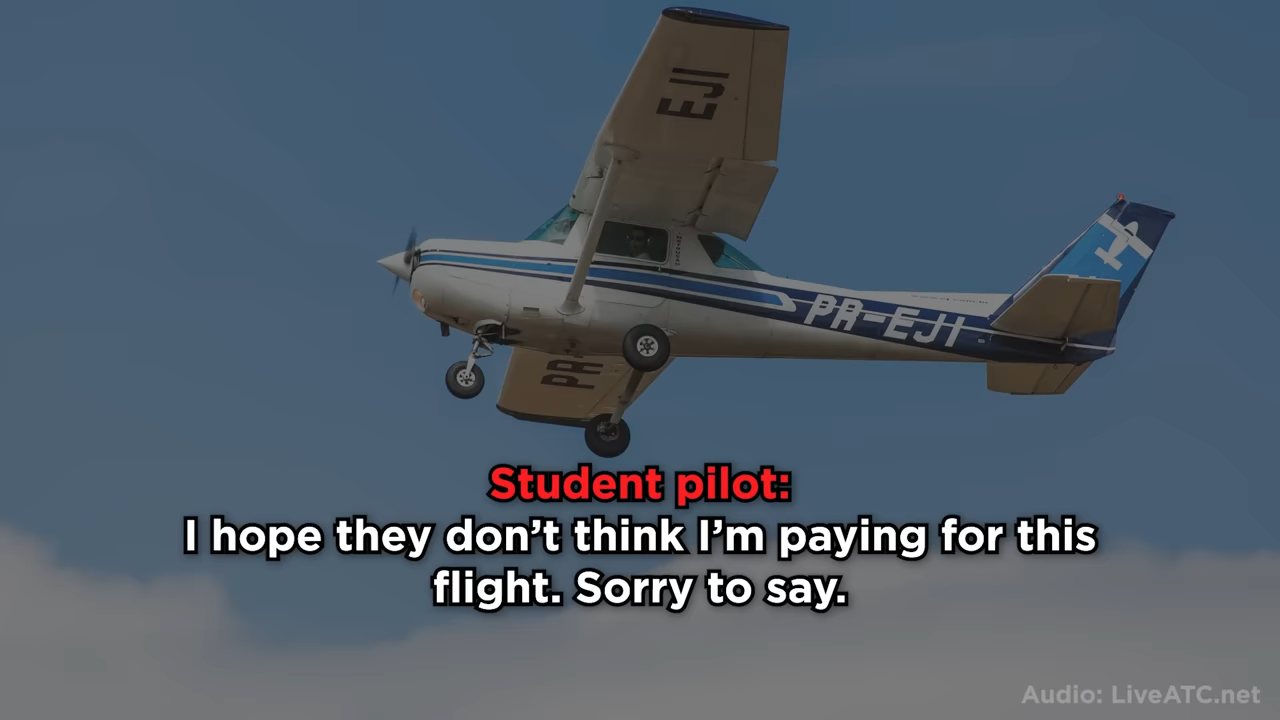 EJI
PR-EJI
PR
Student pilot:
I hope they don’t think I’m paying for this
flight. Sorry to say.
Audio: LiveATC.net